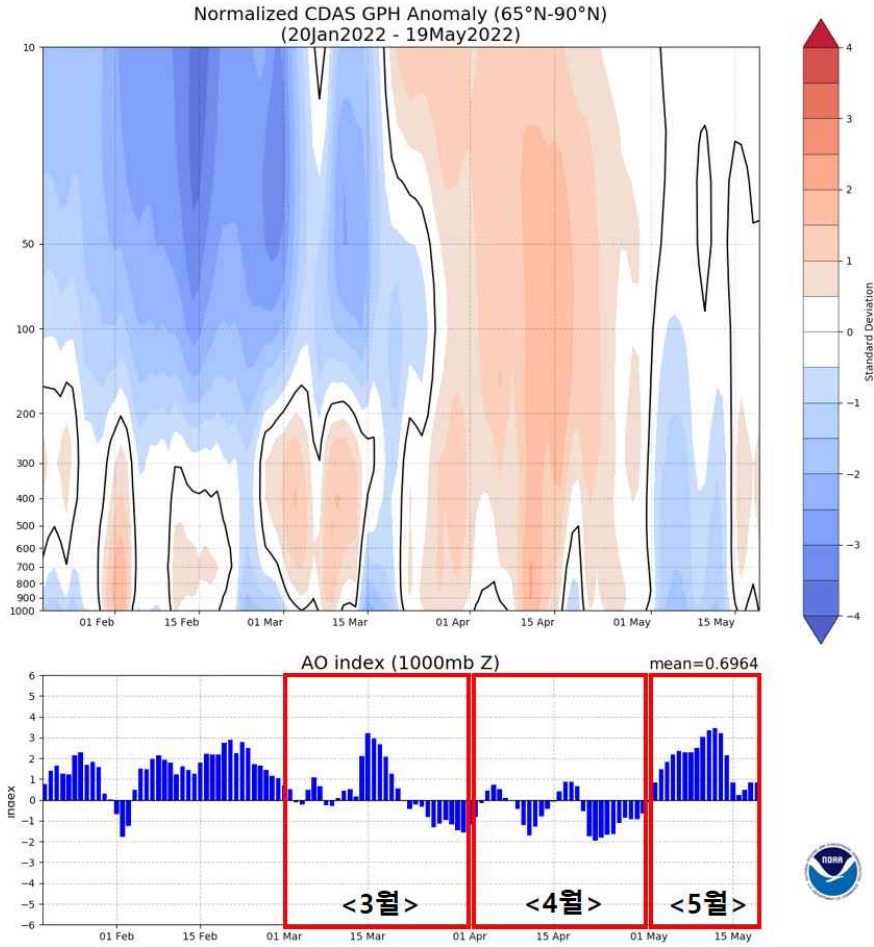 Normalized CDAS GPH Anomaly (65°N-90°N)
(20Jan2022 - 19May2022)
10
50
100
200
300
400
500
600
700
800
900
1000
01 Feb
15 Feb
01 Mar
15 Mar
01 Apr
15 Apr
01 May
15 May
4
3
2
1
0
−1
−2
−3
−4
Standard Deviation
AO index (1000mb Z)
mean=0.6964
6
5
4
3
2
1
0
−1
−2
−3
−4
−5
−6
index
<3월>
<4월>
<5월>
01 Feb
15 Feb
01 Mar
15 Mar
01 Apr
15 Apr
01 May
15 May
NOAA